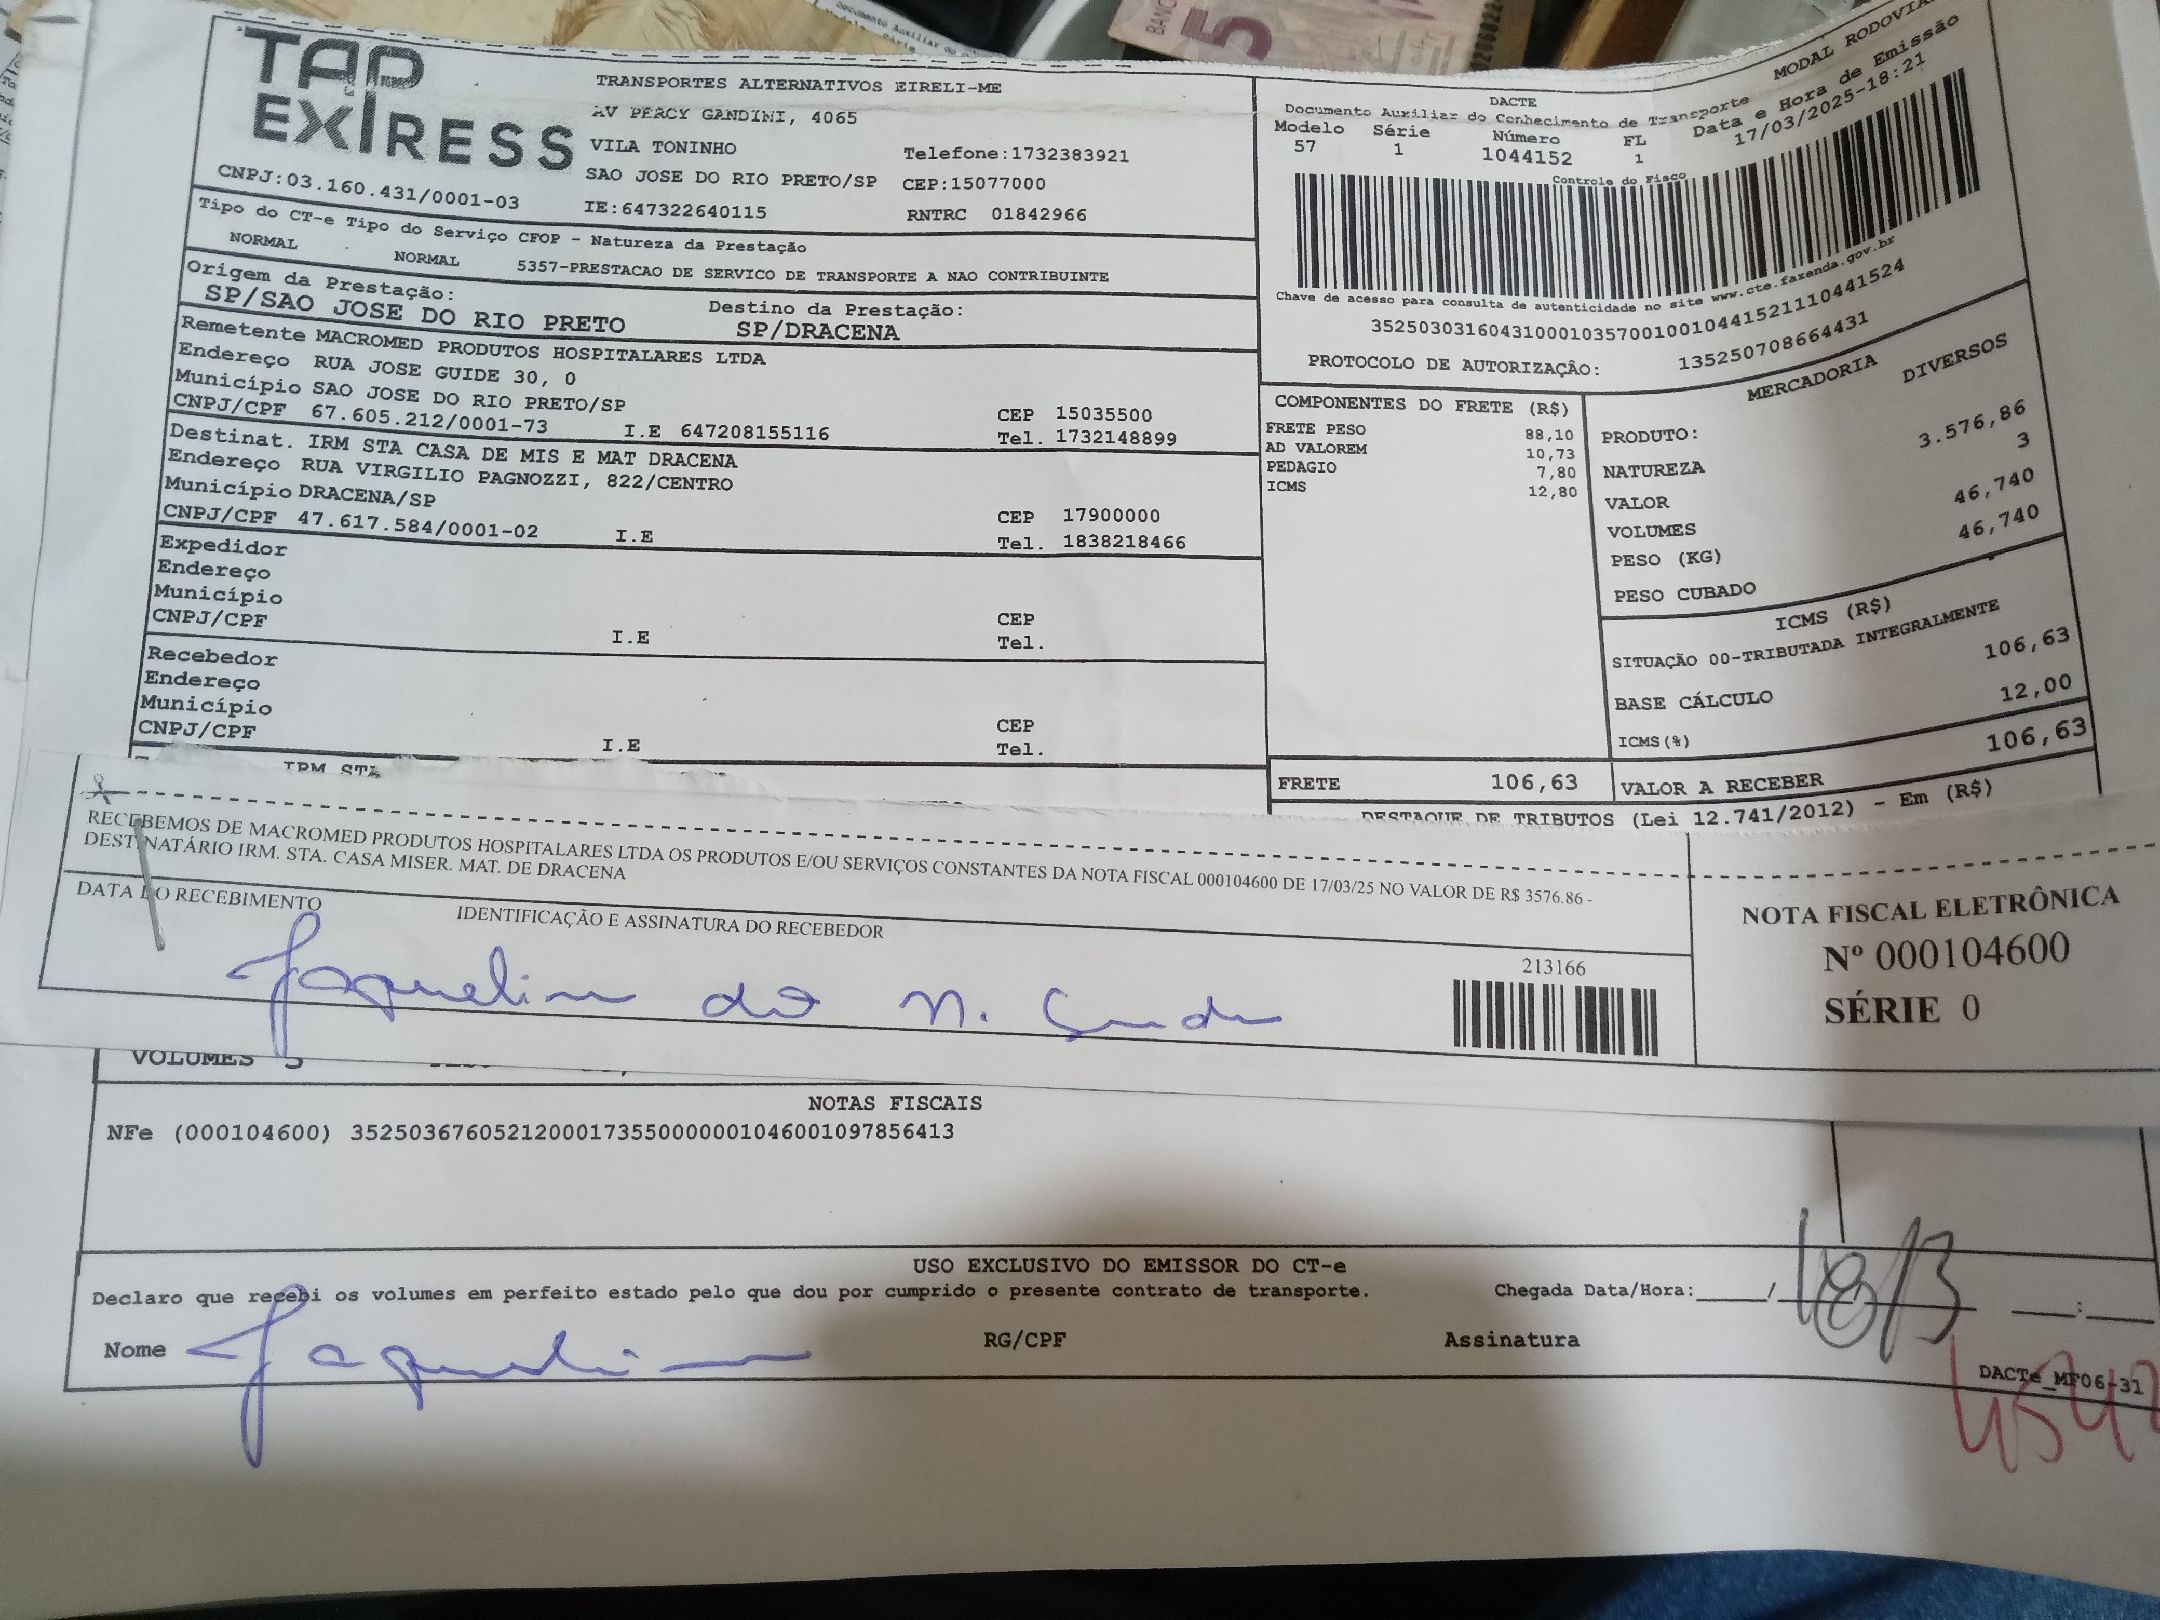 TAP EXPRESS
TRANSPORTES ALTERNATIVOS EIRELI-ME
AV PERCY GANDINI, 4065
VILA TONINHO Telefone:1732383921
SAO JOSE DO RIO PRETO/SP CEP:15077000
CNPJ:03.160.431/0001-03 IE:647322640115 RNTRC 01842966
Tipo do CT-e Tipo do Serviço CFOP - Natureza da Prestação
NORMAL NORMAL 5357-PRESTACAO DE SERVICO DE TRANSPORTE A NAO CONTRIBUINTE
Origem da Prestação: Destino da Prestação:
SP/SAO JOSE DO RIO PRETO SP/DRACENA
Remetente MACROMED PRODUTOS HOSPITALARES LTDA
Endereço RUA JOSE GUIDE 30, 0
Município SAO JOSE DO RIO PRETO/SP CEP 15035500
CNPJ/CPF 67.605.212/0001-73 I.E 647208155116 Tel. 1732148899
Destinat. IRM STA CASA DE MIS E MAT DRACENA
Endereço RUA VIRGILIO PAGNOZZI, 822/CENTRO
Município DRACENA/SP CEP 17900000
CNPJ/CPF 47.617.584/0001-02 I.E Tel. 1838218466
Expedidor
Endereço
Município CEP
CNPJ/CPF I.E Tel.
Recebedor
Endereço
Município CEP
CNPJ/CPF I.E Tel.
IRM STA
DACTE MODAL RODOVIA
Documento Auxiliar do Conhecimento de Transporte
Modelo Série Número FL Data e Hora de Emissão
57 1 1044152 1 17/03/2025-18:21
Controle do Fisco
Chave de acesso para consulta de autenticidade no site www.cte.fazenda.gov.br
35250303160431000103570010010441521110441524
PROTOCOLO DE AUTORIZAÇÃO: 135250708664431
COMPONENTES DO FRETE (R$)
FRETE PESO 88,10
AD VALOREM 10,73
PEDAGIO 7,80
ICMS 12,80
FRETE 106,63
MERCADORIA
PRODUTO: DIVERSOS
NATUREZA
VALOR 3.576,86
VOLUMES 3
PESO (KG) 46,740
PESO CUBADO 46,740
ICMS (R$)
SITUAÇÃO 00-TRIBUTADA INTEGRALMENTE
BASE CÁLCULO 106,63
ICMS(%) 12,00
VALOR A RECEBER 106,63
DESTAQUE DE TRIBUTOS (Lei 12.741/2012) - Em (R$)
RECEBEMOS DE MACROMED PRODUTOS HOSPITALARES LTDA OS PRODUTOS E/OU SERVIÇOS CONSTANTES DA NOTA FISCAL 000104600 DE 17/03/25 NO VALOR DE R$ 3576.86 -
DESTINATÁRIO IRM. STA. CASA MISER. MAT. DE DRACENA
DATA DO RECEBIMENTO IDENTIFICAÇÃO E ASSINATURA DO RECEBEDOR
213166
NOTA FISCAL ELETRÔNICA
Nº 000104600
SÉRIE 0
VOLUMES 3
NOTAS FISCAIS
NFe (000104600) 35250367605212000173550000001046001097856413
USO EXCLUSIVO DO EMISSOR DO CT-e
Declaro que recebi os volumes em perfeito estado pelo que dou por cumprido o presente contrato de transporte. Chegada Data/Hora:____/ 18/3 ___:___
Nome Jaqueline RG/CPF Assinatura
DACTe_MF06-31